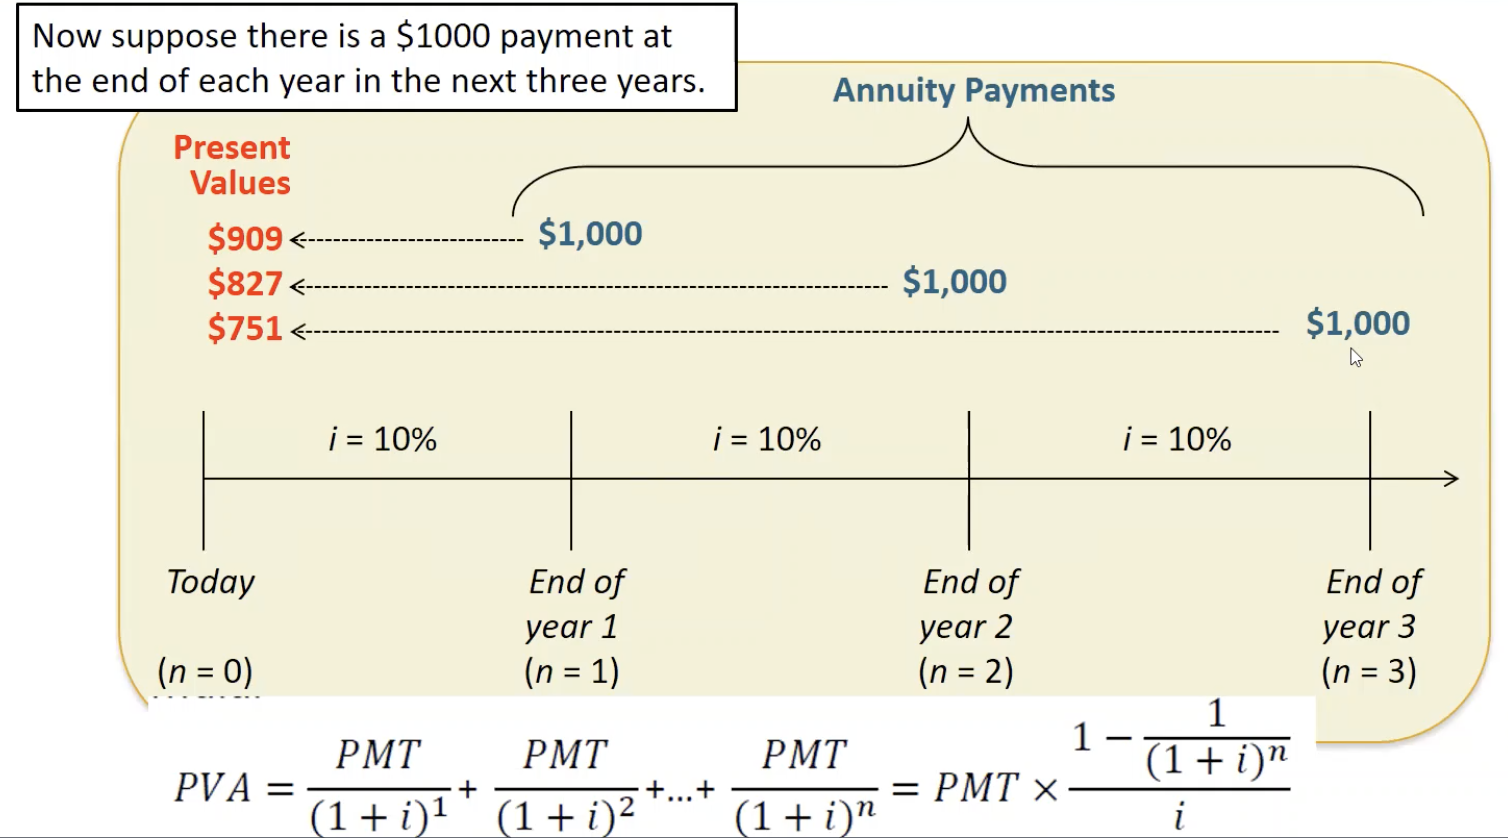 Now suppose there is a $1000 payment at
the end of each year in the next three years.
Annuity Payments
Present
Values
$909 $1,000
$827 $1,000
$751 $1,000
i = 10% i = 10% i = 10%
Today End of End of End of
year 1 year 2 year 3
(n = 0) (n = 1) (n = 2) (n = 3)
PVA = PMT/(1 + i)^1 + PMT/(1 + i)^2 +...+ PMT/(1 + i)^n = PMT × (1 − 1/(1 + i)^n)/i